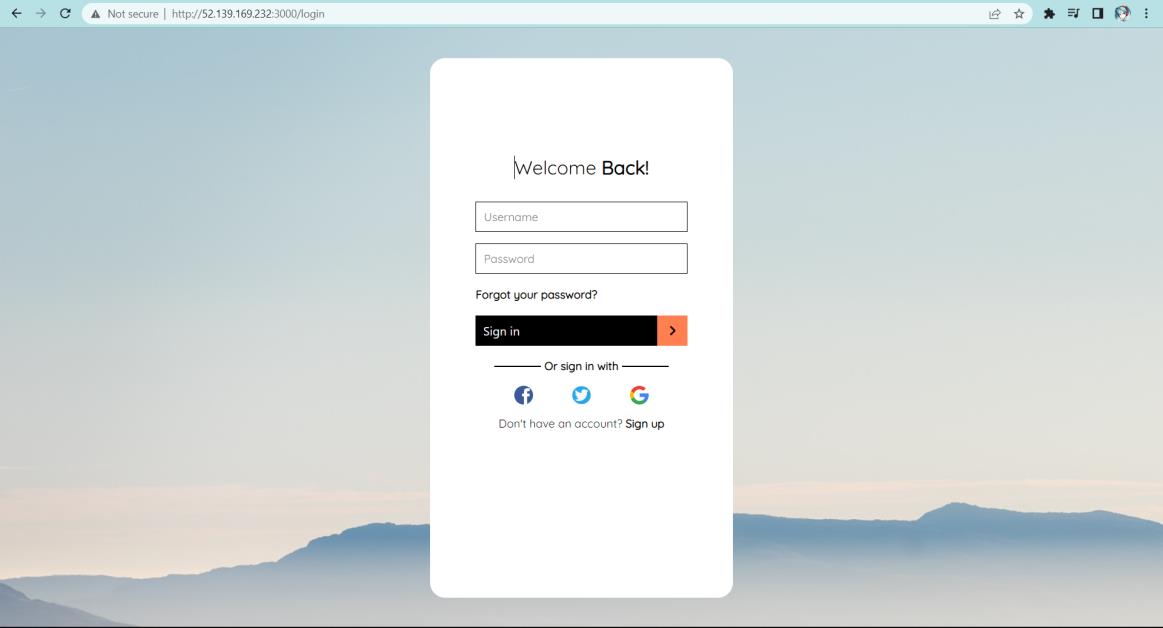 Not secure | http://52.139.169.232:3000/login
Welcome Back!
Username
Password
Forgot your password?
Sign in
Or sign in with
Don't have an account? Sign up